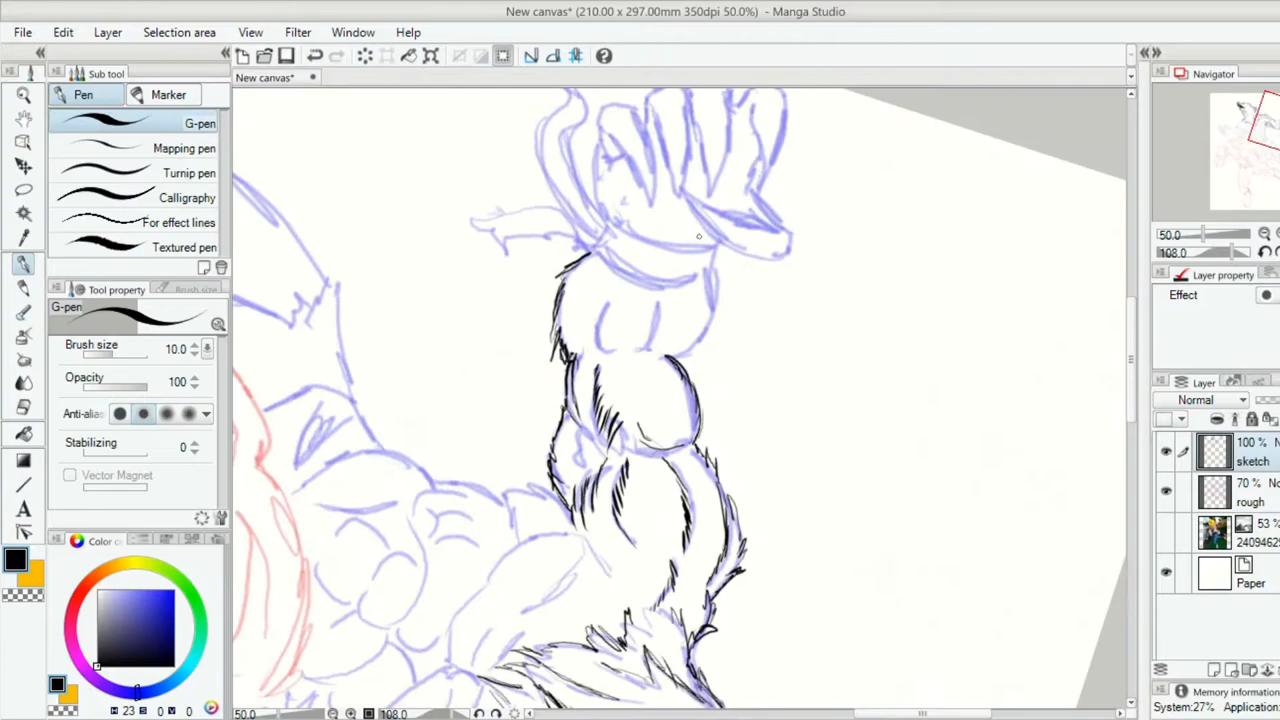 New canvas* (210.00 x 297.00mm 350dpi 50.0%) - Manga Studio
File Edit Layer Selection area View Filter Window Help
Sub tool
New canvas*
Navigator
Pen Marker
G-pen
Mapping pen
Turnip pen
Calligraphy
For effect lines
Textured pen
50.0
108.0
Tool property Brush size
Layer property
G-pen
Effect
Brush size 10.0
Opacity 100
Anti-alias
Stabilizing 0
Vector Magnet
Layer
Normal
100 % N
sketch
70 % No
rough
53 %
2409462
Paper
Color c
H 23 S 0 V 0
50.0 108.0
Memory information
System:27% Application: